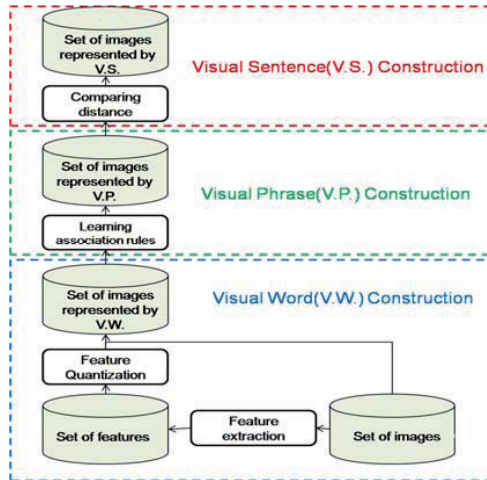 Set of images
represented by
V.S.
Visual Sentence(V.S.) Construction
Comparing
distance
Set of images
represented by
V.P.
Visual Phrase(V.P.) Construction
Learning
association rules
Set of images
represented by
V.W.
Visual Word(V.W.) Construction
Feature
Quantization
Set of features
Feature
extraction
Set of images